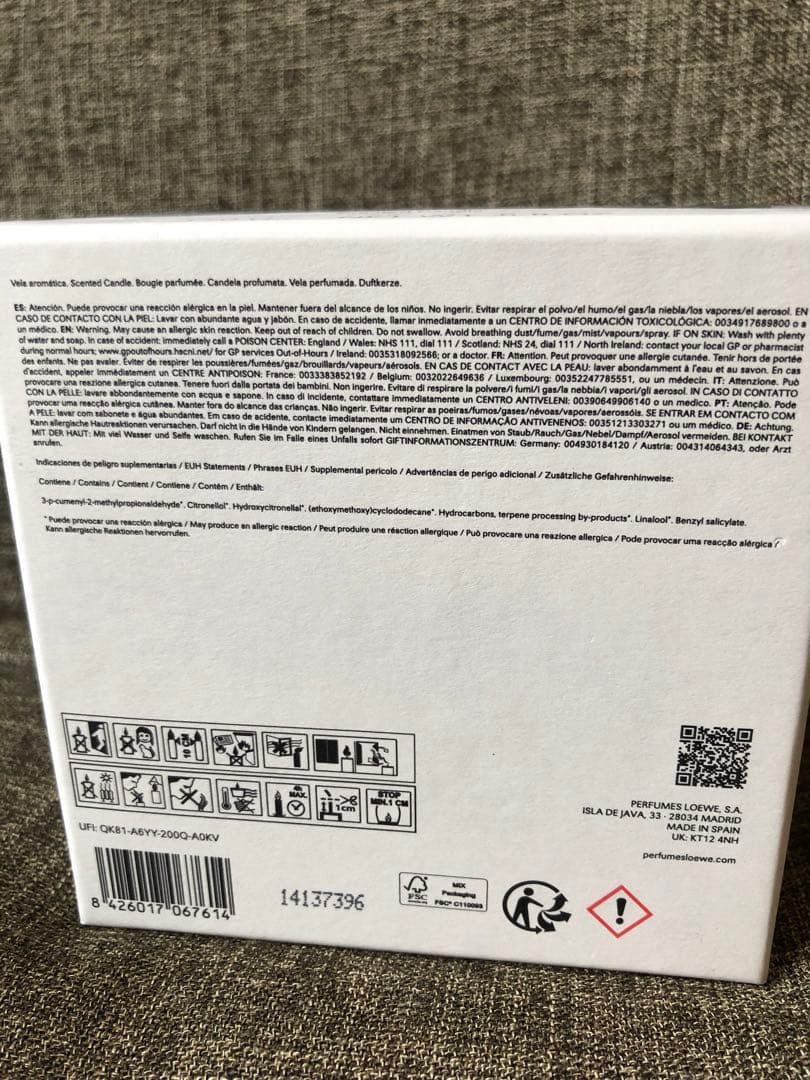 Vela aromática. Scented Candle. Bougie parfumée. Candela profumata. Vela perfumada. Duftkerze.
ES: Atención. Puede provocar una reacción alérgica en la piel. Mantener fuera del alcance de los niños. No ingerir. Evitar respirar el polvo/el humo/el gas/la niebla/los vapores/el aerosol. EN
CASO DE CONTACTO CON LA PIEL: Lavar con abundante agua y jabón. En caso de accidente, llamar inmediatamente a un CENTRO DE INFORMACIÓN TOXICOLÓGICA: 0034917689800 o a
un médico. EN: Warning. May cause an allergic skin reaction. Keep out of reach of children. Do not swallow. Avoid breathing dust/fume/gas/mist/vapours/spray. IF ON SKIN: Wash with plenty
of water and soap. In case of accident: immediately call a POISON CENTER: England / Wales: NHS 111, dial 111 / Scotland: NHS 24, dial 111 / North Ireland: contact your local GP or pharmacist
during normal hours; www.gpoutofhours.hscni.net/ for GP services Out-of-Hours / Ireland: 0035318092566; or a doctor. FR: Attention. Peut provoquer une allergie cutanée. Tenir hors de portée
des enfants. Ne pas avaler. Éviter de respirer les poussières/fumées/gaz/brouillards/vapeurs/aérosols. EN CAS DE CONTACT AVEC LA PEAU: laver abondamment à l'eau et au savon. En cas
d'accident, appeler immédiatement un CENTRE ANTIPOISON: France: 0033383852192 / Belgium: 0032022649636 / Luxembourg: 00352247785551, ou un médecin. IT: Attenzione. Può
provocare una reazione allergica cutanea. Tenere fuori dalla portata dei bambini. Non ingerire. Evitare di respirare la polvere/i fumi/i gas/la nebbia/i vapori/gli aerosol. IN CASO DI CONTATTO
CON LA PELLE: lavare abbondantemente con acqua e sapone. In caso di incidente, contattare immediatamente un CENTRO ANTIVELENI: 00390649906140 o un medico. PT: Atenção. Pode
provocar uma reacção alérgica cutânea. Manter fora do alcance das crianças. Não ingerir. Evitar respirar as poeiras/fumos/gases/névoas/vapores/aerossóis. SE ENTRAR EM CONTACTO COM
A PELE: lavar com sabonete e água abundantes. Em caso de acidente, contacte imediatamente um CENTRO DE INFORMAÇÃO ANTIVENENOS: 00351213303271 ou um médico. DE: Achtung.
Kann allergische Hautreaktionen verursachen. Darf nicht in die Hände von Kindern gelangen. Nicht einnehmen. Einatmen von Staub/Rauch/Gas/Nebel/Dampf/Aerosol vermeiden. BEI KONTAKT
MIT DER HAUT: Mit viel Wasser und Seife waschen. Rufen Sie im Falle eines Unfalls sofort GIFTINFORMATIONSZENTRUM: Germany: 004930184120 / Austria: 004314064343, oder Arzt
anrufen.
Indicaciones de peligro suplementarias / EUH Statements / Phrases EUH / Supplemental pericolo / Advertências de perigo adicional / Zusätzliche Gefahrenhinweise:
Contiene / Contains / Contient / Contiene / Contém / Enthält:
3-p-cumenyl-2-methylpropionaldehyde*. Citronellol*. Hydroxycitronellal*. (ethoxymethoxy)cyclododecane*. Hydrocarbons, terpene processing by-products*. Linalool*. Benzyl salicylate.
*Puede provocar una reacción alérgica / May produce an allergic reaction / Peut produire une réaction allergique / Può provocare una reazione allergica / Pode provocar uma reacção alérgica /
Kann allergische Reaktionen hervorrufen.
4h
MAX.
1cm
STOP
MIN.1 CM
UFI: QK81-A6YY-200Q-A0KV
8 426017 067614
14137396
FSC
MIX
Packaging
FSC® C110093
PERFUMES LOEWE, S.A.
ISLA DE JAVA, 33 · 28034 MADRID
MADE IN SPAIN
UK: KT12 4NH
perfumesloewe.com